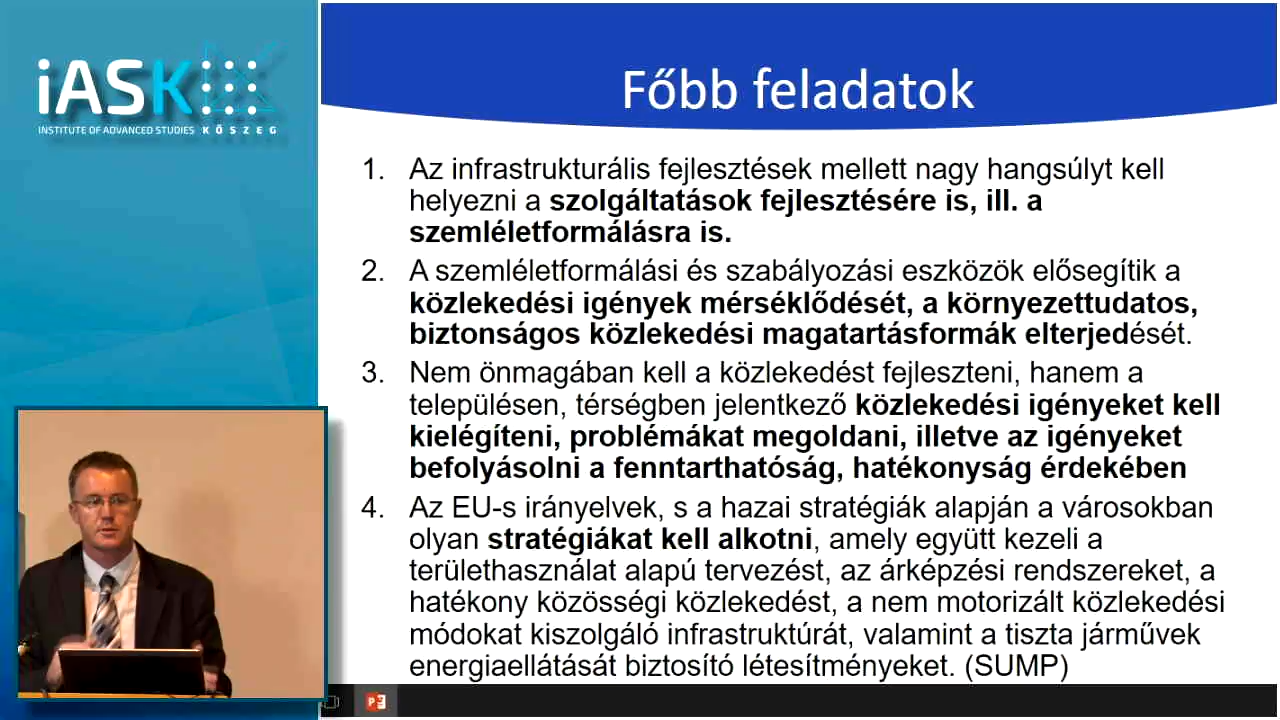 iASK
INSTITUTE OF ADVANCED STUDIES KŐSZEG
Főbb feladatok
1. Az infrastrukturális fejlesztések mellett nagy hangsúlyt kell
helyezni a szolgáltatások fejlesztésére is, ill. a
szemléletformálásra is.
2. A szemléletformálási és szabályozási eszközök elősegítik a
közlekedési igények mérséklődését, a környezettudatos,
biztonságos közlekedési magatartásformák elterjedését.
3. Nem önmagában kell a közlekedést fejleszteni, hanem a
településen, térségben jelentkező közlekedési igényeket kell
kielégíteni, problémákat megoldani, illetve az igényeket
befolyásolni a fenntarthatóság, hatékonyság érdekében
4. Az EU-s irányelvek, s a hazai stratégiák alapján a városokban
olyan stratégiákat kell alkotni, amely együtt kezeli a
területhasználat alapú tervezést, az árképzési rendszereket, a
hatékony közösségi közlekedést, a nem motorizált közlekedési
módokat kiszolgáló infrastruktúrát, valamint a tiszta járművek
energiaellátását biztosító létesítményeket. (SUMP)